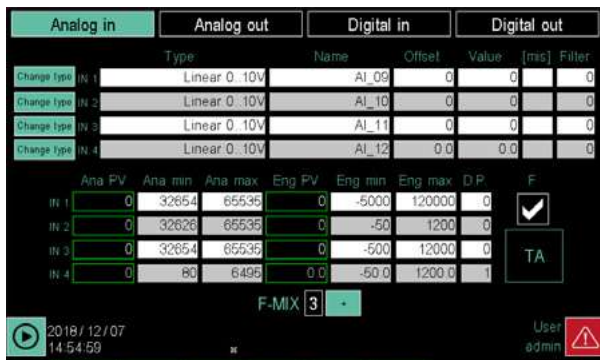 Analog in Analog out Digital in Digital out
Type Name Offset Value [mis] Filter
Change type IN 1 Linear 0..10V AI_09 0 0 0
Change type IN 2 Linear 0..10V AI_10 0 0 0
Change type IN 3 Linear 0..10V AI_11 0 0 0
Change type IN 4 Linear 0..10V AI_12 0.0 0.0 0
Ana PV Ana min Ana max Eng PV Eng min Eng max D.P. F
IN 1 0 32654 65535 0 -5000 120000 0
IN 2 0 32626 65535 0 -50 1200 0
IN 3 0 32654 65535 0 -500 12000 0 TA
IN 4 0 80 6495 0.0 -50.0 1200.0 1
F-MIX 3 +
2018/12/07 User
14:54:59 admin